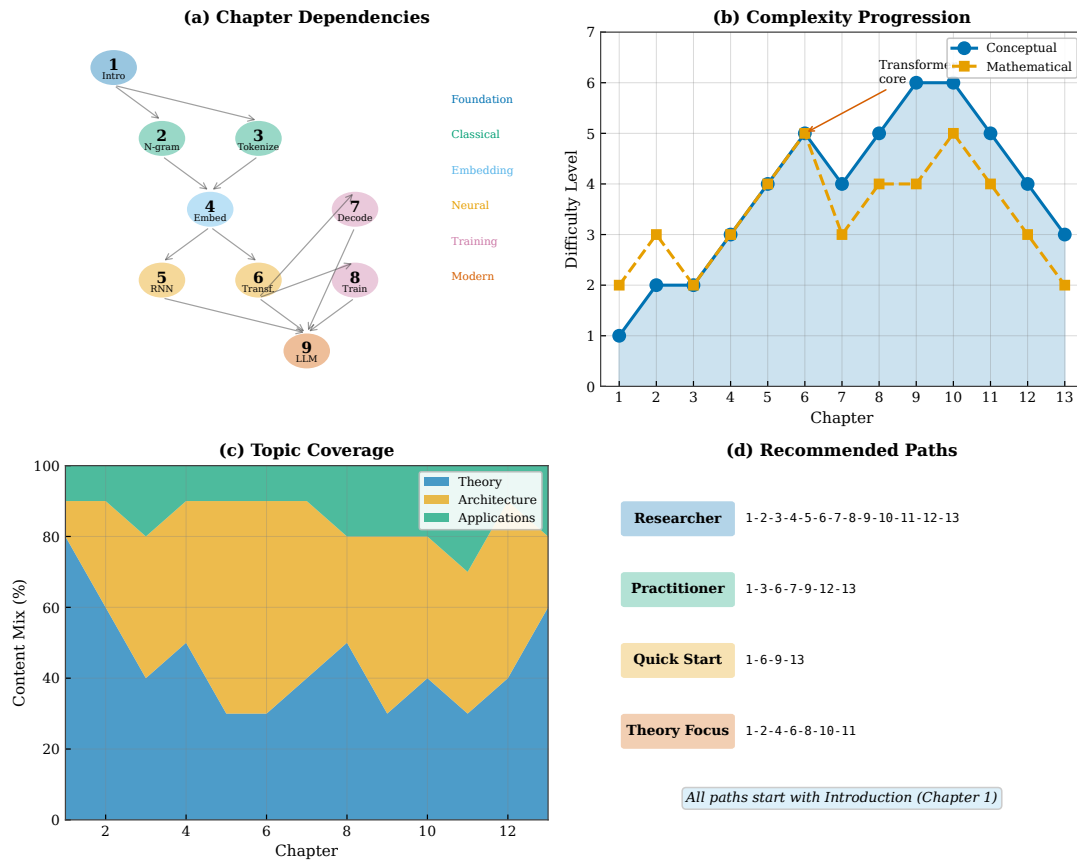 (a) Chapter Dependencies
1
Intro
2
N-gram
3
Tokenize
4
Embed
7
Decode
5
RNN
6
Transf.
8
Train
9
LLM
Foundation
Classical
Embedding
Neural
Training
Modern
(b) Complexity Progression
Difficulty Level
7
6
5
4
3
2
1
0
core
Conceptual
Mathematical
1 2 3 4 5 6 7 8 9 10 11 12 13
Chapter
(c) Topic Coverage
Content Mix (%)
100
80
60
40
20
0
Theory
Architecture
Applications
2 4 6 8 10 12
Chapter
(d) Recommended Paths
Researcher 1-2-3-4-5-6-7-8-9-10-11-12-13
Practitioner 1-3-6-7-9-12-13
Quick Start 1-6-9-13
Theory Focus 1-2-4-6-8-10-11
All paths start with Introduction (Chapter 1)